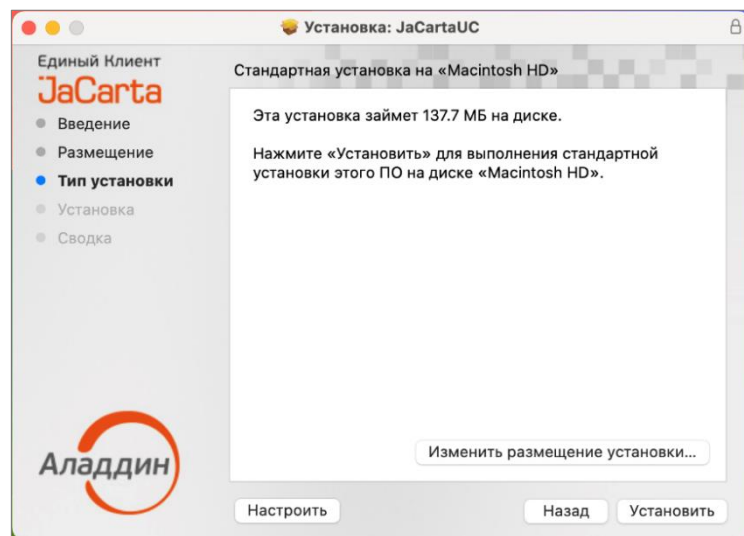 Установка: JaCartaUC
Единый Клиент
JaCarta
Введение
Размещение
Тип установки
Установка
Сводка
Аладдин
Стандартная установка на «Macintosh HD»
Эта установка займет 137.7 МБ на диске.
Нажмите «Установить» для выполнения стандартной
установки этого ПО на диске «Macintosh HD».
Изменить размещение установки...
Настроить
Назад
Установить